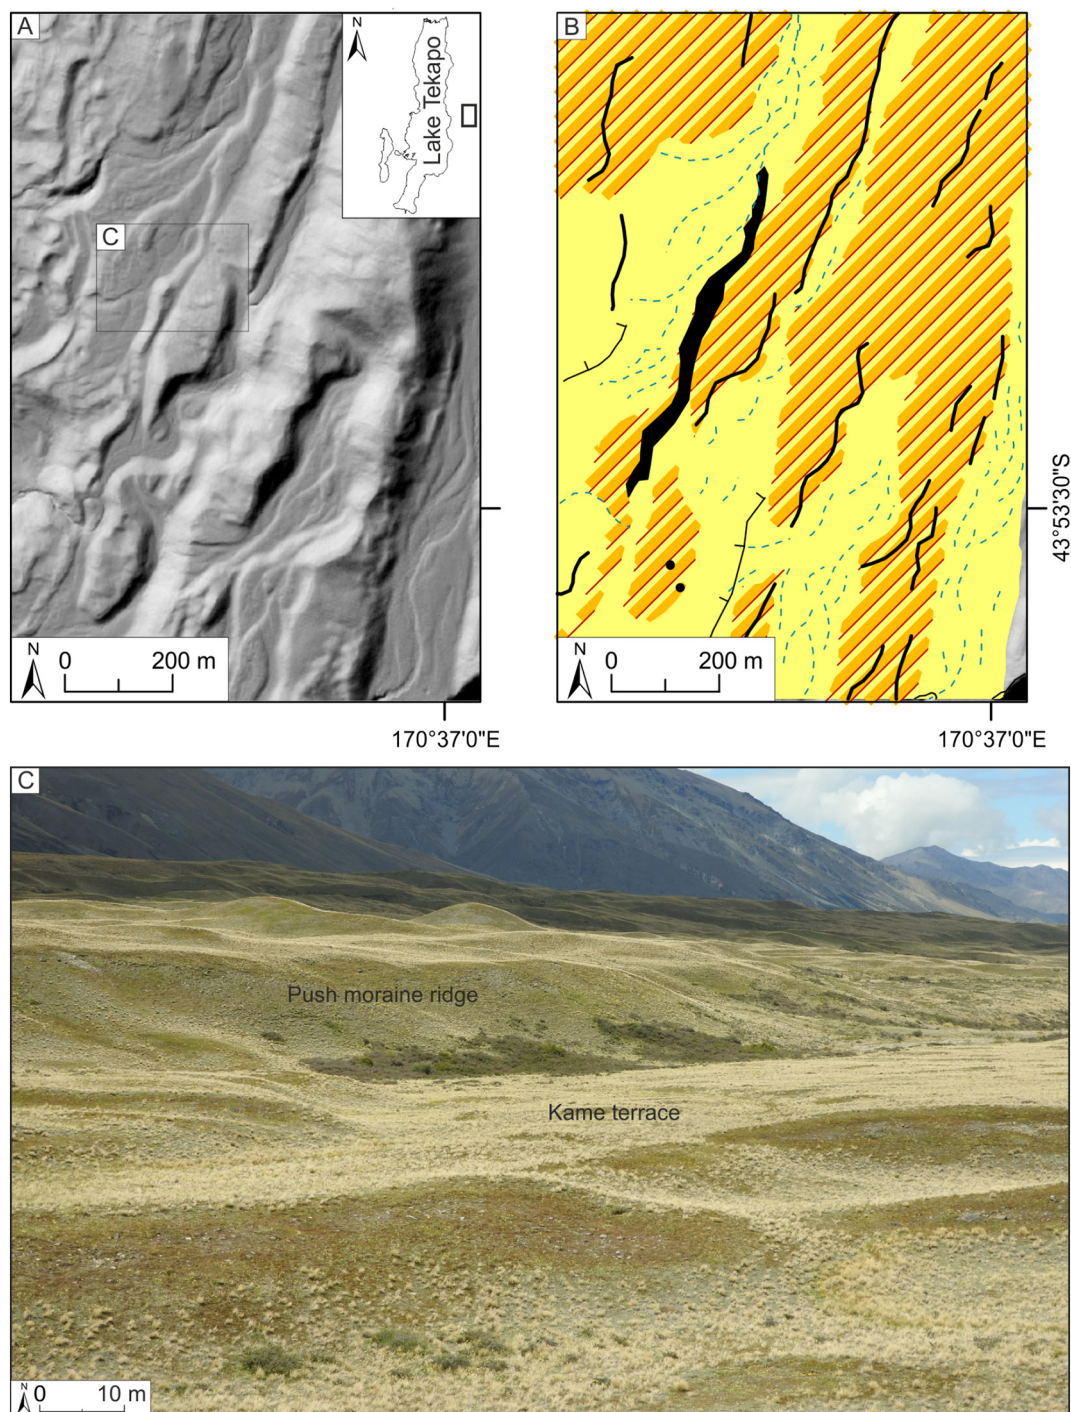 A
N
Lake Tekapo
C
N
0 200 m
170°37'0"E
B
43°53'30"S
N
0 200 m
170°37'0"E
C
Push moraine ridge
Kame terrace
N 0 10 m